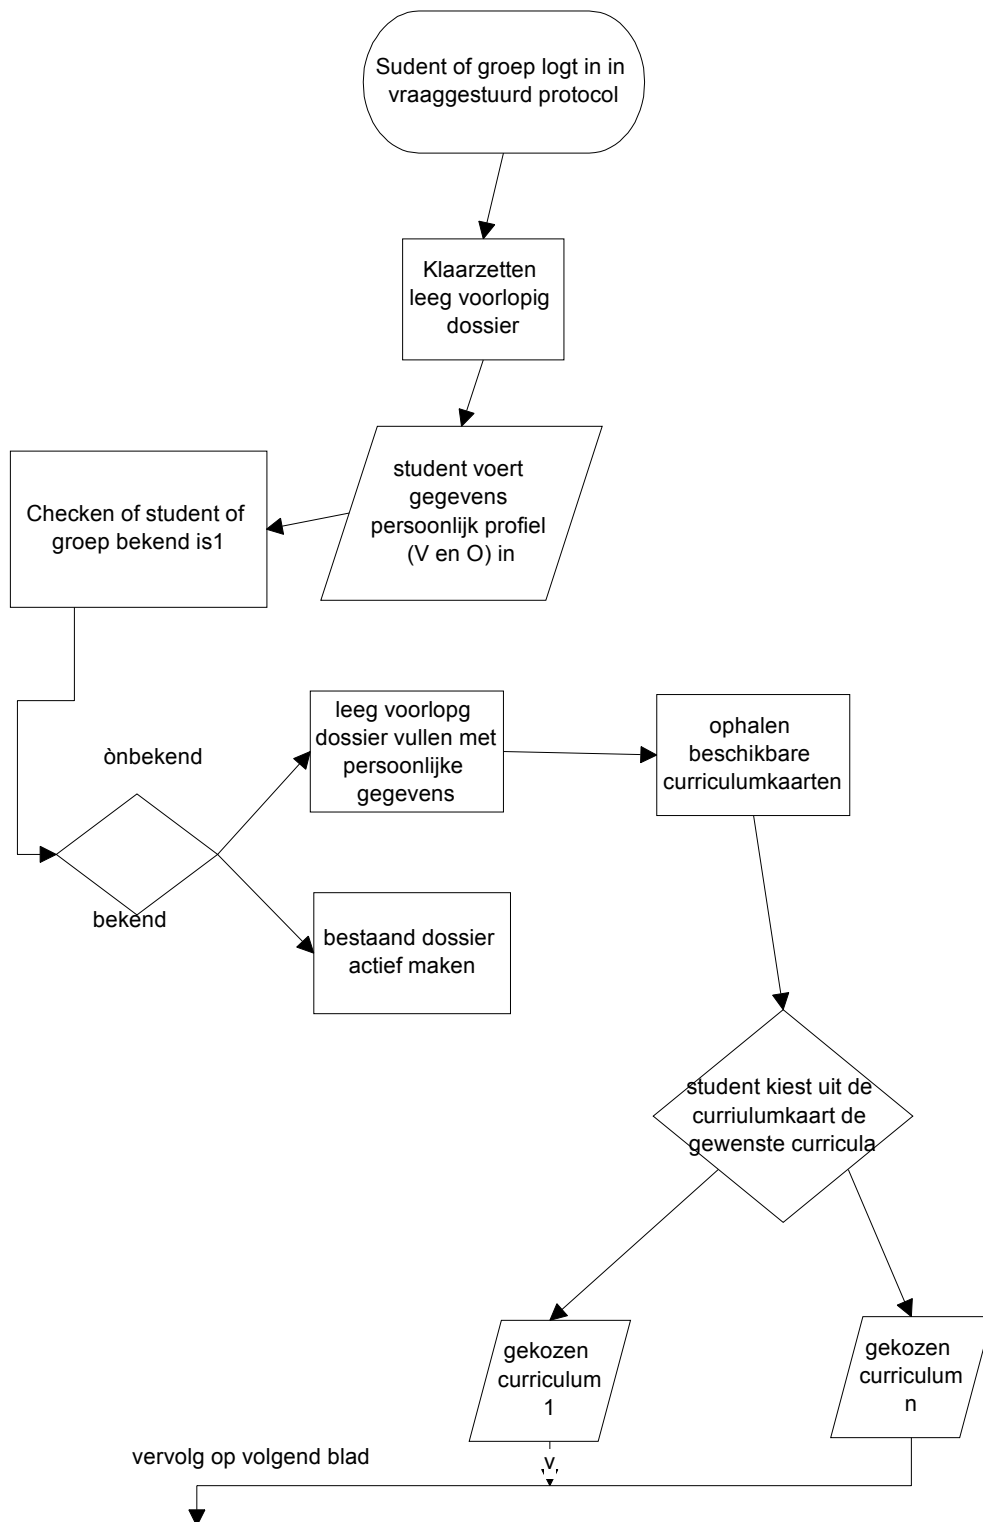 Sudent of groep logt in in
vraaggestuurd protocol
Klaarzetten
leeg voorlopig
dossier
student voert
gegevens
persoonlijk profiel
(V en O) in
Checken of student of
groep bekend is1
leeg voorlopg
dossier vullen met
persoonlijke
gegevens
ophalen
beschikbare
curriculumkaarten
ònbekend
bekend
bestaand dossier
actief maken
student kiest uit de
curriulumkaart de
gewenste curricula
gekozen
curriculum
1
gekozen
curriculum
n
vervolg op volgend blad
v